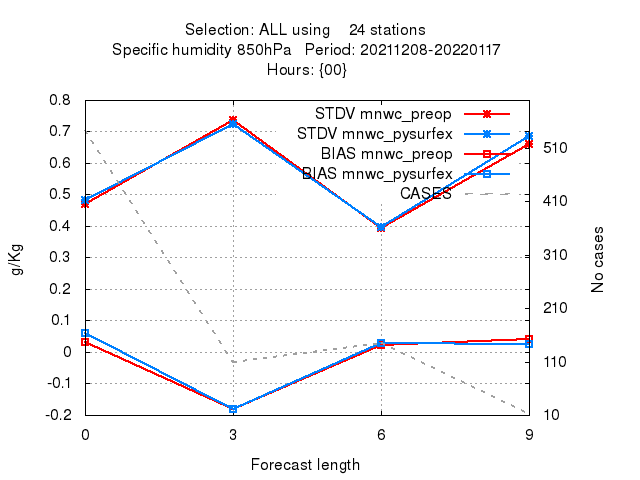 Selection: ALL using    24 stations
Specific humidity 850hPa   Period: 20211208-20220117
Hours: {00}
STDV mnwc_preop
STDV mnwc_pysurfex
BIAS mnwc_preop
BIAS mnwc_pysurfex
CASES
0.8
0.7
0.6
0.5
0.4
0.3
0.2
0.1
0
-0.1
-0.2
g/Kg
510
410
310
210
110
10
No cases
0 3 6 9
Forecast length